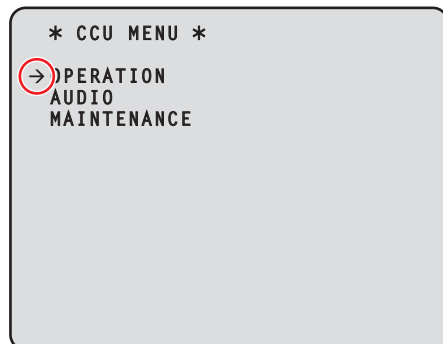 * CCU MENU *
→ OPERATION
AUDIO
MAINTENANCE